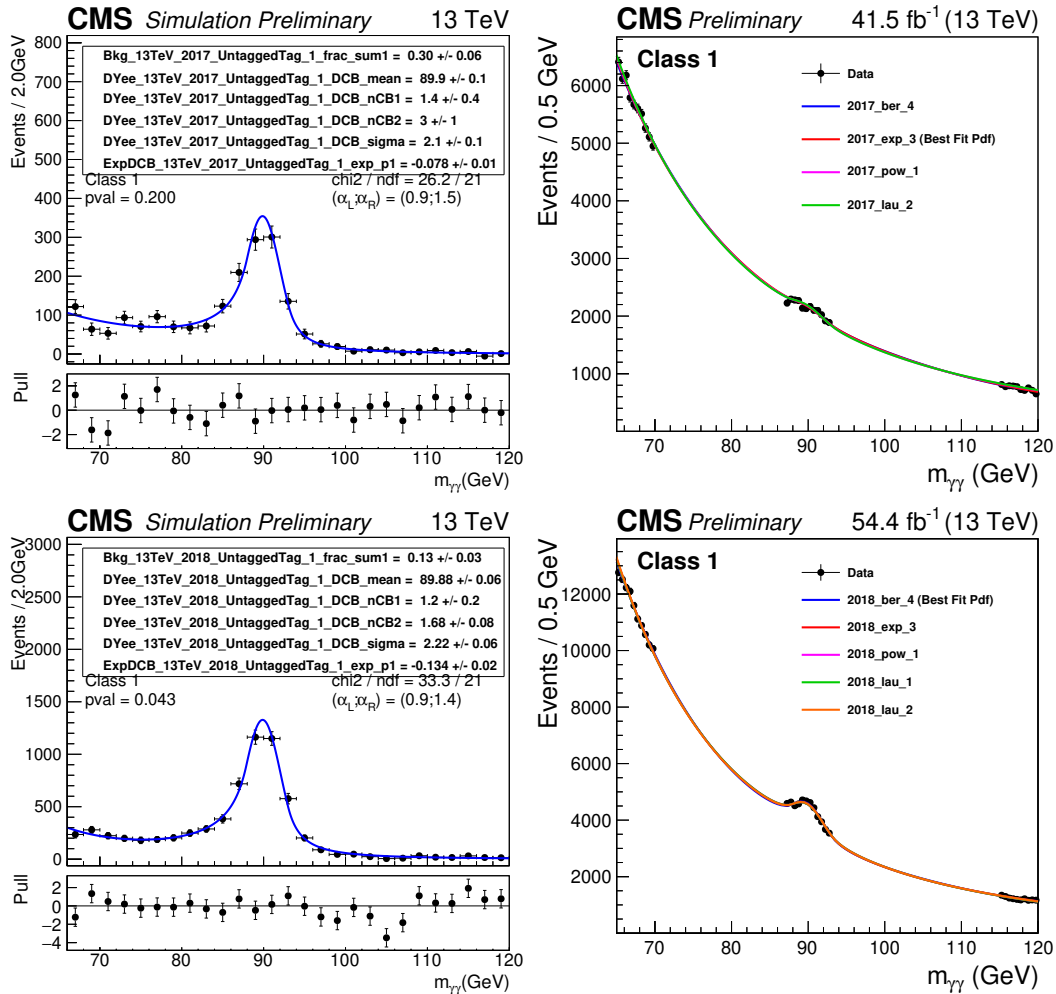 CMS Simulation Preliminary 13 TeV
Events / 2.0GeV
800
700
600
500
400
300
200
100
0
Bkg_13TeV_2017_UntaggedTag_1_frac_sum1 = 0.30 +/- 0.06
DYee_13TeV_2017_UntaggedTag_1_DCB_mean = 89.9 +/- 0.1
DYee_13TeV_2017_UntaggedTag_1_DCB_nCB1 = 1.4 +/- 0.4
DYee_13TeV_2017_UntaggedTag_1_DCB_nCB2 = 3 +/- 1
DYee_13TeV_2017_UntaggedTag_1_DCB_sigma = 2.1 +/- 0.1
ExpDCB_13TeV_2017_UntaggedTag_1_exp_p1 = -0.078 +/- 0.01
Class 1 chi2 / ndf = 26.2 / 21
pval = 0.200 (α_L;α_R) = (0.9;1.5)
Pull
2
0
−2
70 80 90 100 110 120
m_γγ(GeV)
CMS Preliminary 41.5 fb⁻¹ (13 TeV)
Events / 0.5 GeV
Class 1
6000
5000
4000
3000
2000
1000
Data
2017_ber_4
2017_exp_3 (Best Fit Pdf)
2017_pow_1
2017_lau_2
70 80 90 100 110 120
m_γγ (GeV)
CMS Simulation Preliminary 13 TeV
Events / 2.0GeV
3000
2500
2000
1500
1000
500
0
Bkg_13TeV_2018_UntaggedTag_1_frac_sum1 = 0.13 +/- 0.03
DYee_13TeV_2018_UntaggedTag_1_DCB_mean = 89.88 +/- 0.06
DYee_13TeV_2018_UntaggedTag_1_DCB_nCB1 = 1.2 +/- 0.2
DYee_13TeV_2018_UntaggedTag_1_DCB_nCB2 = 1.68 +/- 0.08
DYee_13TeV_2018_UntaggedTag_1_DCB_sigma = 2.22 +/- 0.06
ExpDCB_13TeV_2018_UntaggedTag_1_exp_p1 = -0.134 +/- 0.02
Class 1 chi2 / ndf = 33.3 / 21
pval = 0.043 (α_L;α_R) = (0.9;1.4)
Pull
2
0
−2
−4
70 80 90 100 110 120
m_γγ(GeV)
CMS Preliminary 54.4 fb⁻¹ (13 TeV)
Events / 0.5 GeV
Class 1
12000
10000
8000
6000
4000
2000
Data
2018_ber_4 (Best Fit Pdf)
2018_exp_3
2018_pow_1
2018_lau_1
2018_lau_2
70 80 90 100 110 120
m_γγ (GeV)